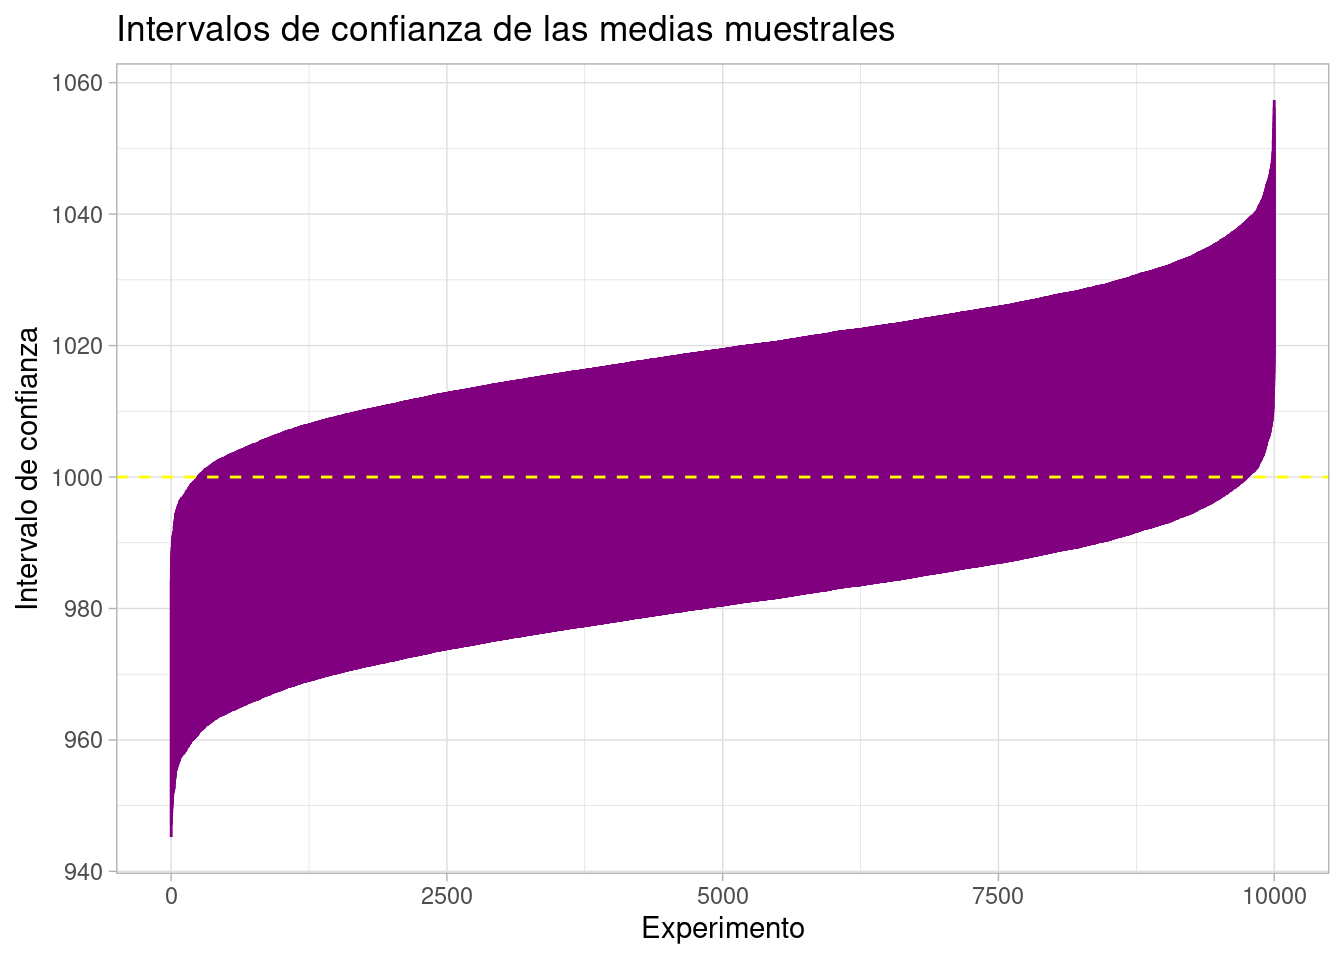 Intervalos de confianza de las medias muestrales
1060
1040
1020
1000
980
960
940
Intervalo de confianza
0 2500 5000 7500 10000
Experimento